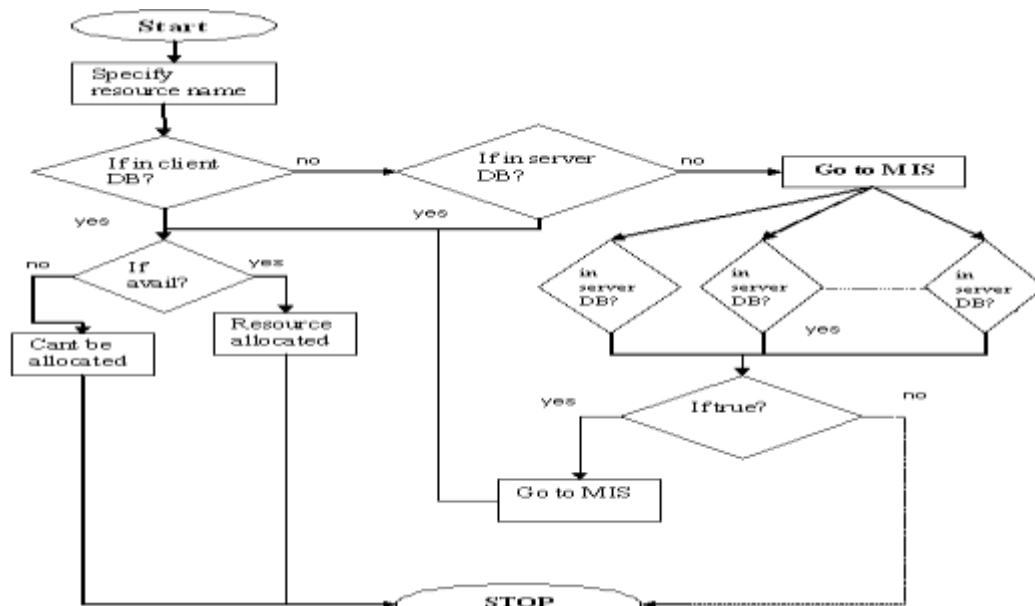 Start
Specify
resource name
If in client
DB?
no
If in server
DB?
no
Go to MIS
yes
yes
no
If
avail?
yes
in
server
DB?
in
server
DB?
in
server
DB?
yes
Cant be
allocated
Resource
allocated
yes
If true?
no
Go to MIS
STOP